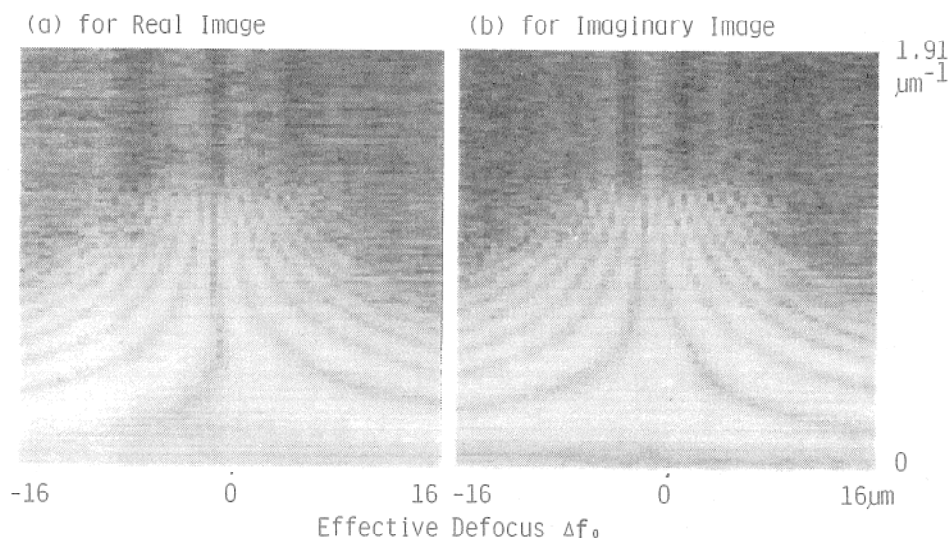 (a) for Real Image
(b) for Imaginary Image
1.91
μm⁻¹
0
-16 0 16
-16 0 16μm
Effective Defocus Δf₀